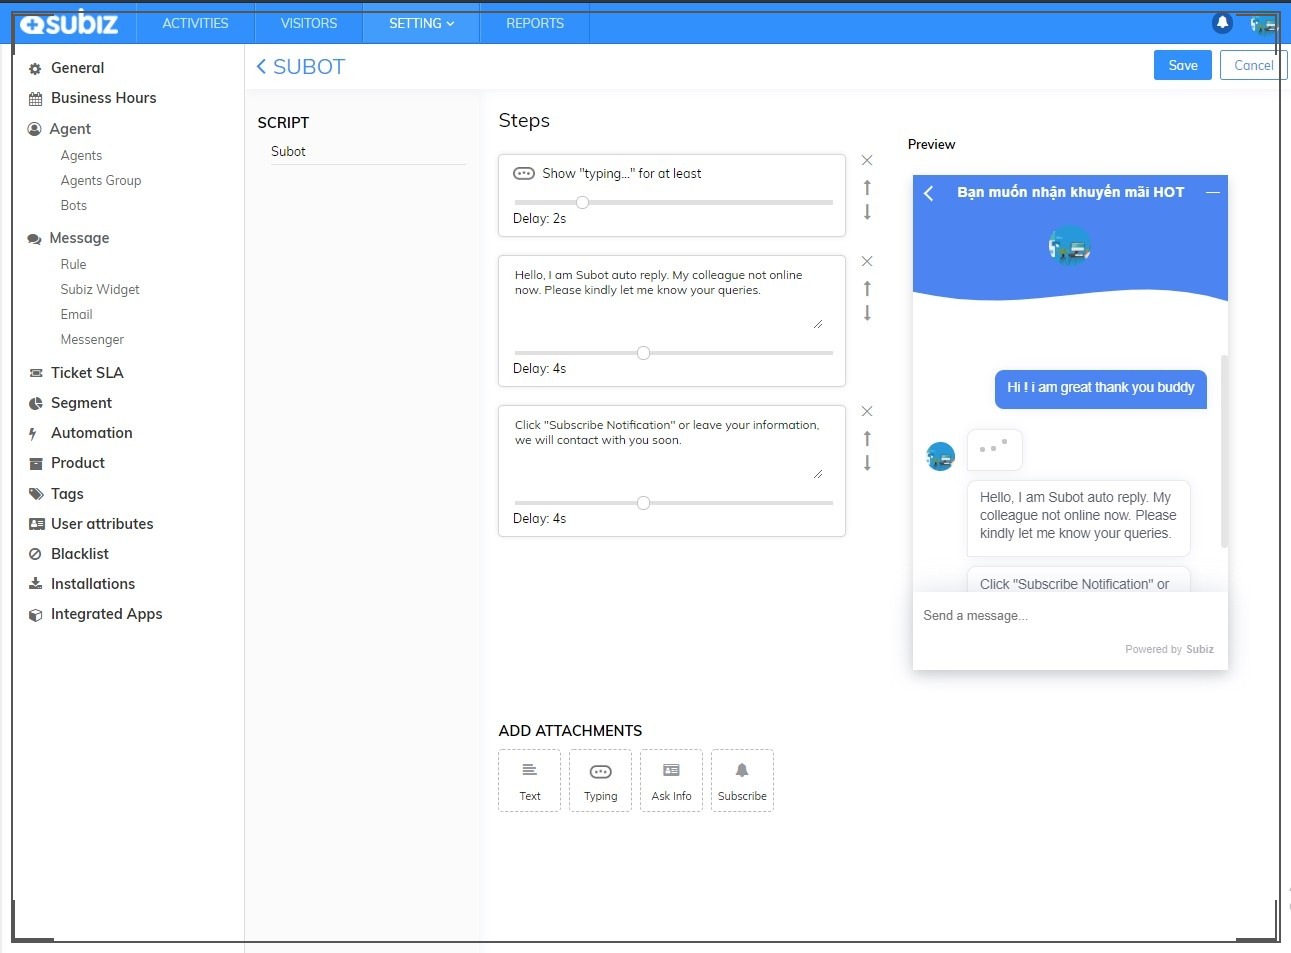 subiz
ACTIVITIES
VISITORS
SETTING
REPORTS
General
Business Hours
Agent
Agents
Agents Group
Bots
Message
Rule
Subiz Widget
Email
Messenger
Ticket SLA
Segment
Automation
Product
Tags
User attributes
Blacklist
Installations
Integrated Apps
SUBOT
Save
Cancel
SCRIPT
Subot
Steps
Show "typing..." for at least
Delay: 2s
Hello, I am Subot auto reply. My colleague not online
now. Please kindly let me know your queries.
Delay: 4s
Click "Subscribe Notification" or leave your information,
we will contact with you soon.
Delay: 4s
ADD ATTACHMENTS
Text
Typing
Ask Info
Subscribe
Preview
Bạn muốn nhận khuyến mãi HOT
Hi ! i am great thank you buddy
Hello, I am Subot auto reply. My
colleague not online now. Please
kindly let me know your queries.
Click "Subscribe Notification" or
Send a message...
Powered by Subiz